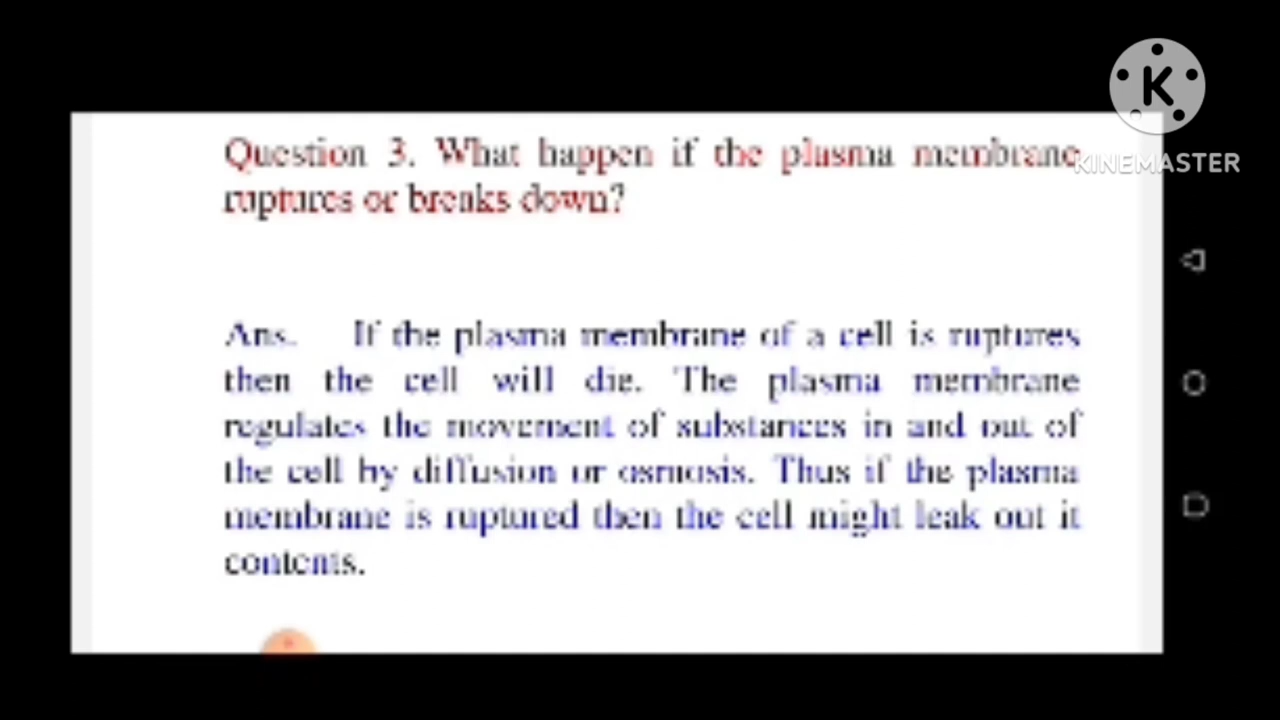 K
KINEMASTER
Question 3. What happen if the plasma membrane
ruptures or breaks down?
Ans. If the plasma membrane of a cell is ruptures
then the cell will die. The plasma membrane
regulates the movement of substances in and out of
the cell by diffusion or osmosis. Thus if the plasma
membrane is ruptured then the cell might leak out it
contents.